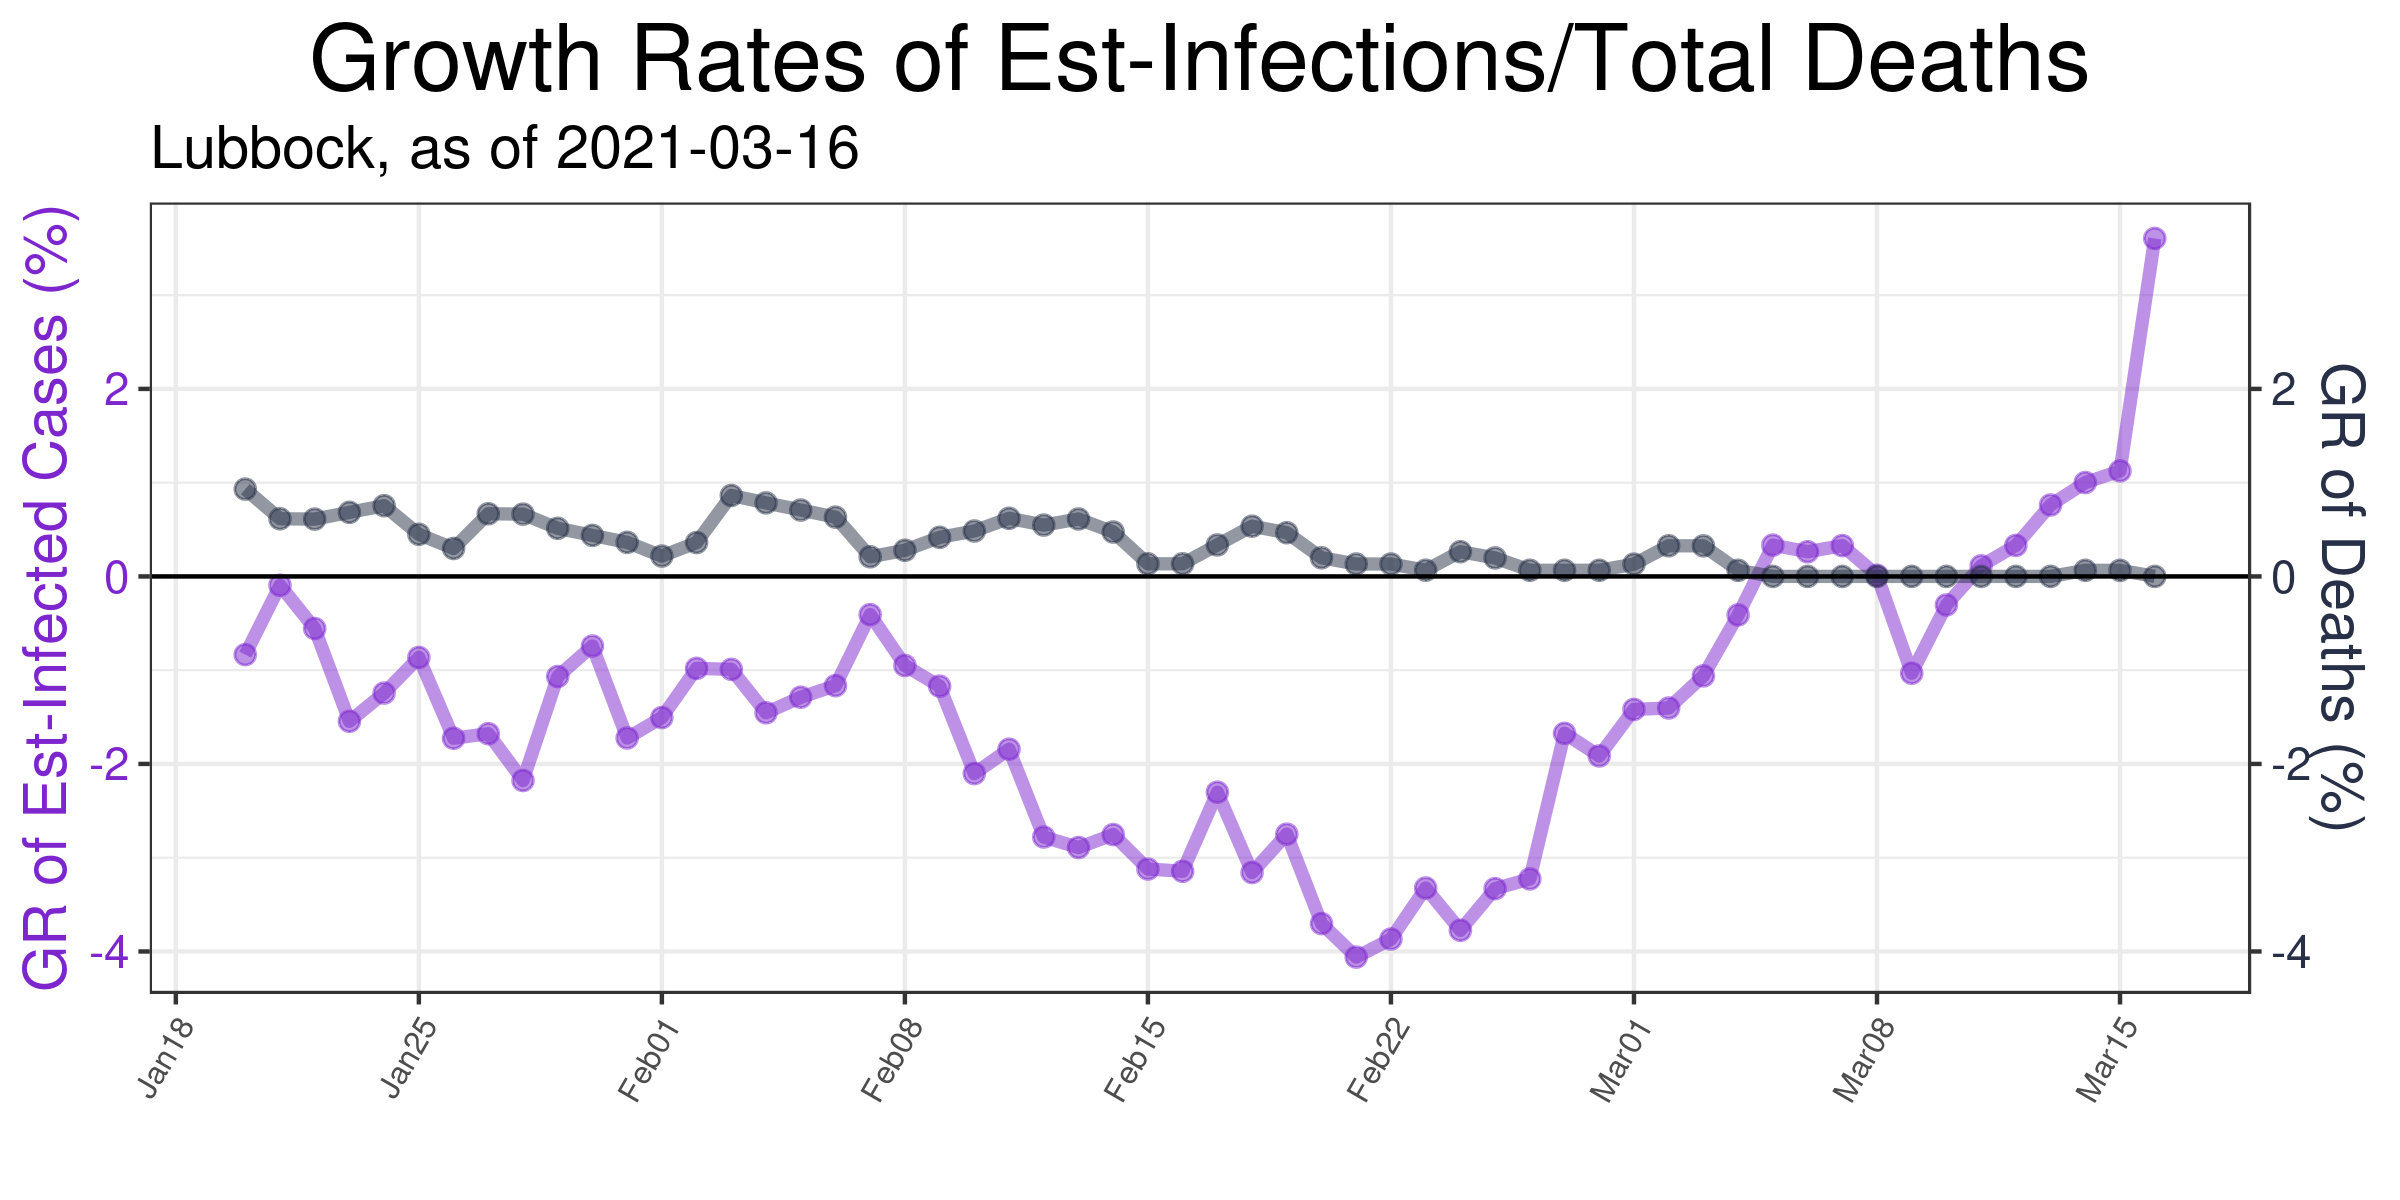 Growth Rates of Est-Infections/Total Deaths
Lubbock, as of 2021-03-16
GR of Est-Infected Cases (%)
2
0
-2
-4
2
0
-2
-4
GR of Deaths (%)
Jan18
Jan25
Feb01
Feb08
Feb15
Feb22
Mar01
Mar08
Mar15